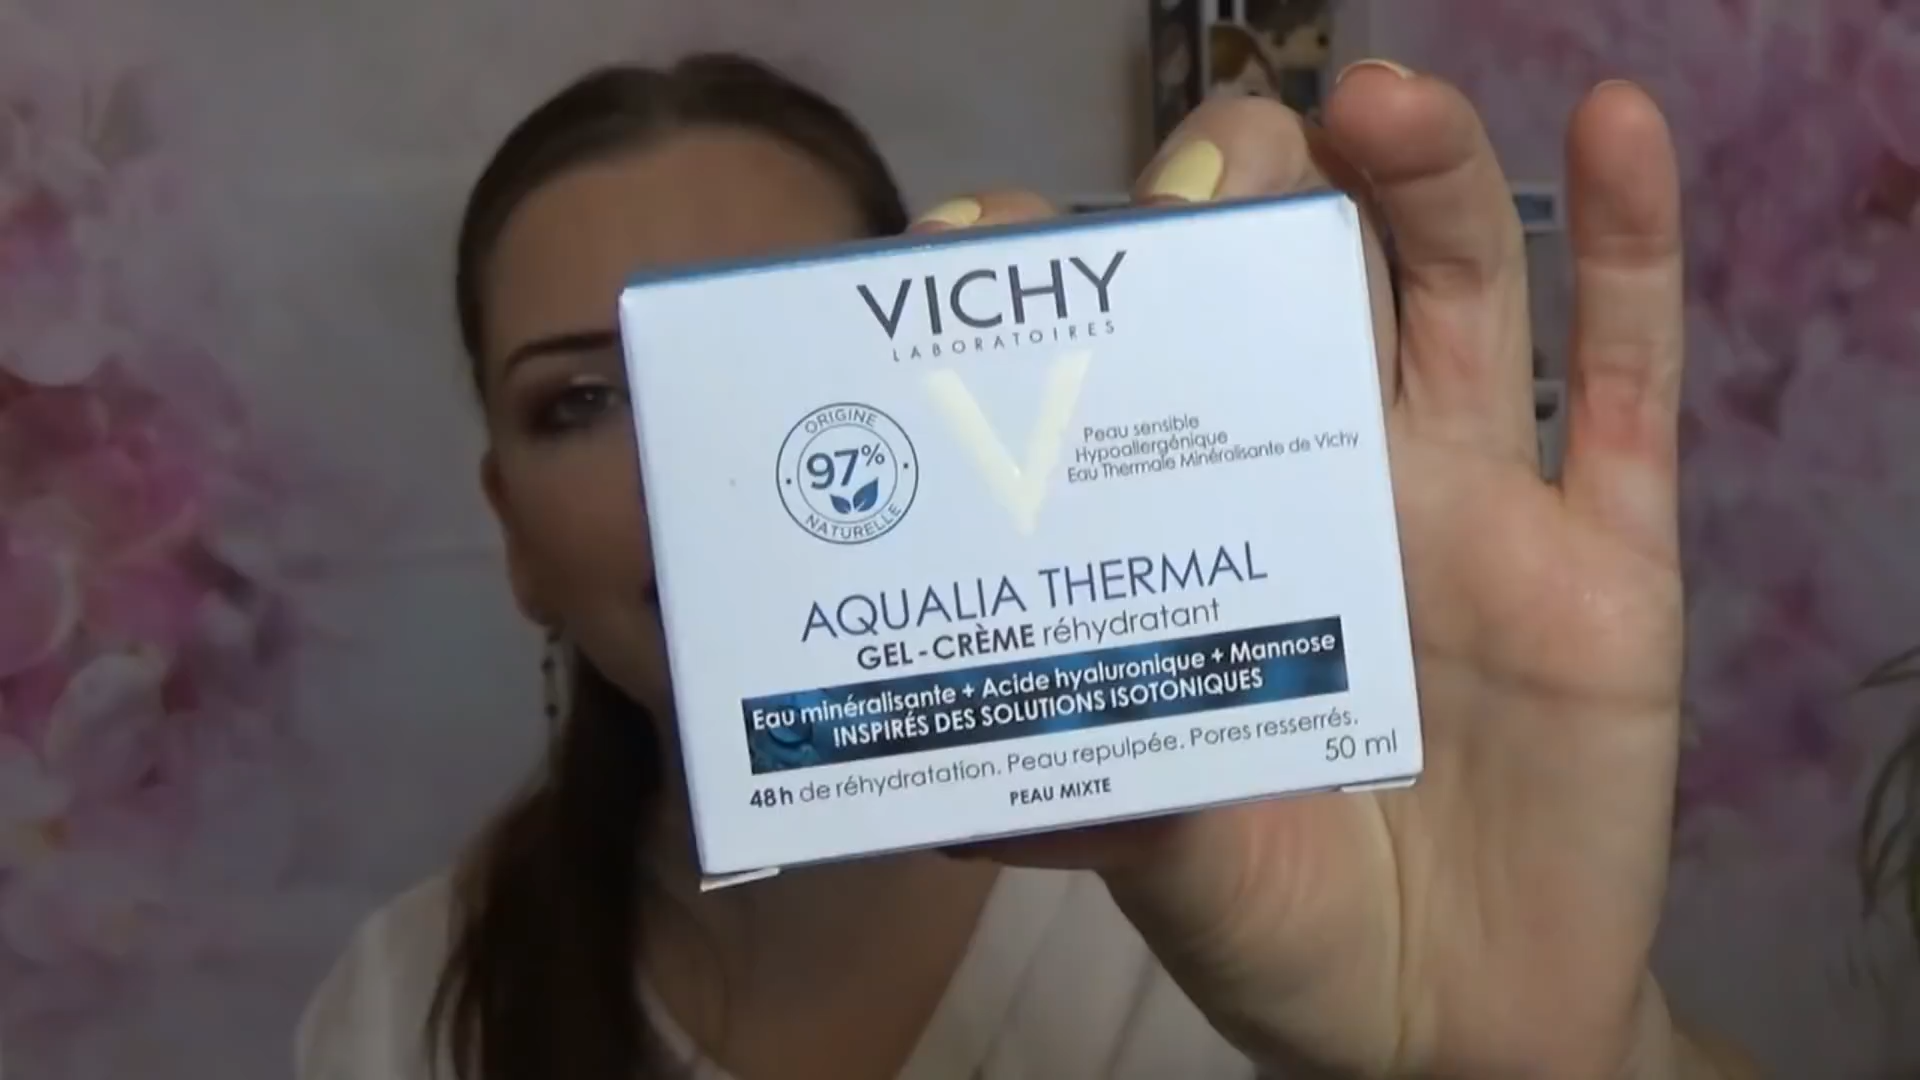 VICHY
LABORATOIRES
ORIGINE
97%
NATURELLE
Peau sensible
Hypoallergénique
Eau Thermale Minéralisante de Vichy
AQUALIA THERMAL
GEL-CRÈME réhydratant
Eau minéralisante + Acide hyaluronique + Mannose
INSPIRÉS DES SOLUTIONS ISOTONIQUES
48h de réhydratation. Peau repulpée. Pores resserrés.
50 ml
PEAU MIXTE